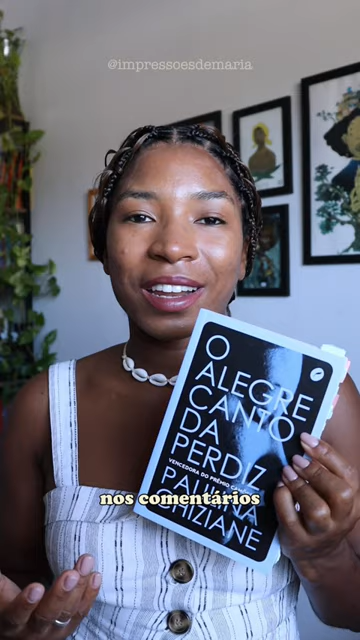 @impressoesdemaria
O
ALEGRE
CANTO
DA
PERDIZ
VENCEDORA DO PRÊMIO
PAULINA
nos comentários
CHIZIANE